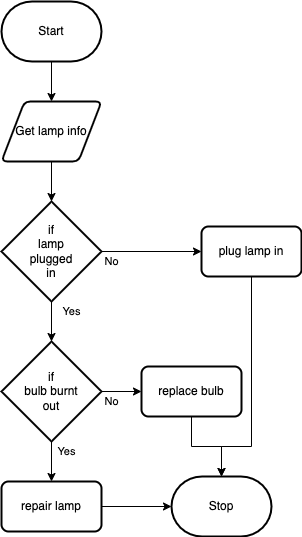 Start
Get lamp info
if
lamp
plugged
in
No
plug lamp in
Yes
if
bulb burnt
out
No
replace bulb
Yes
repair lamp
Stop